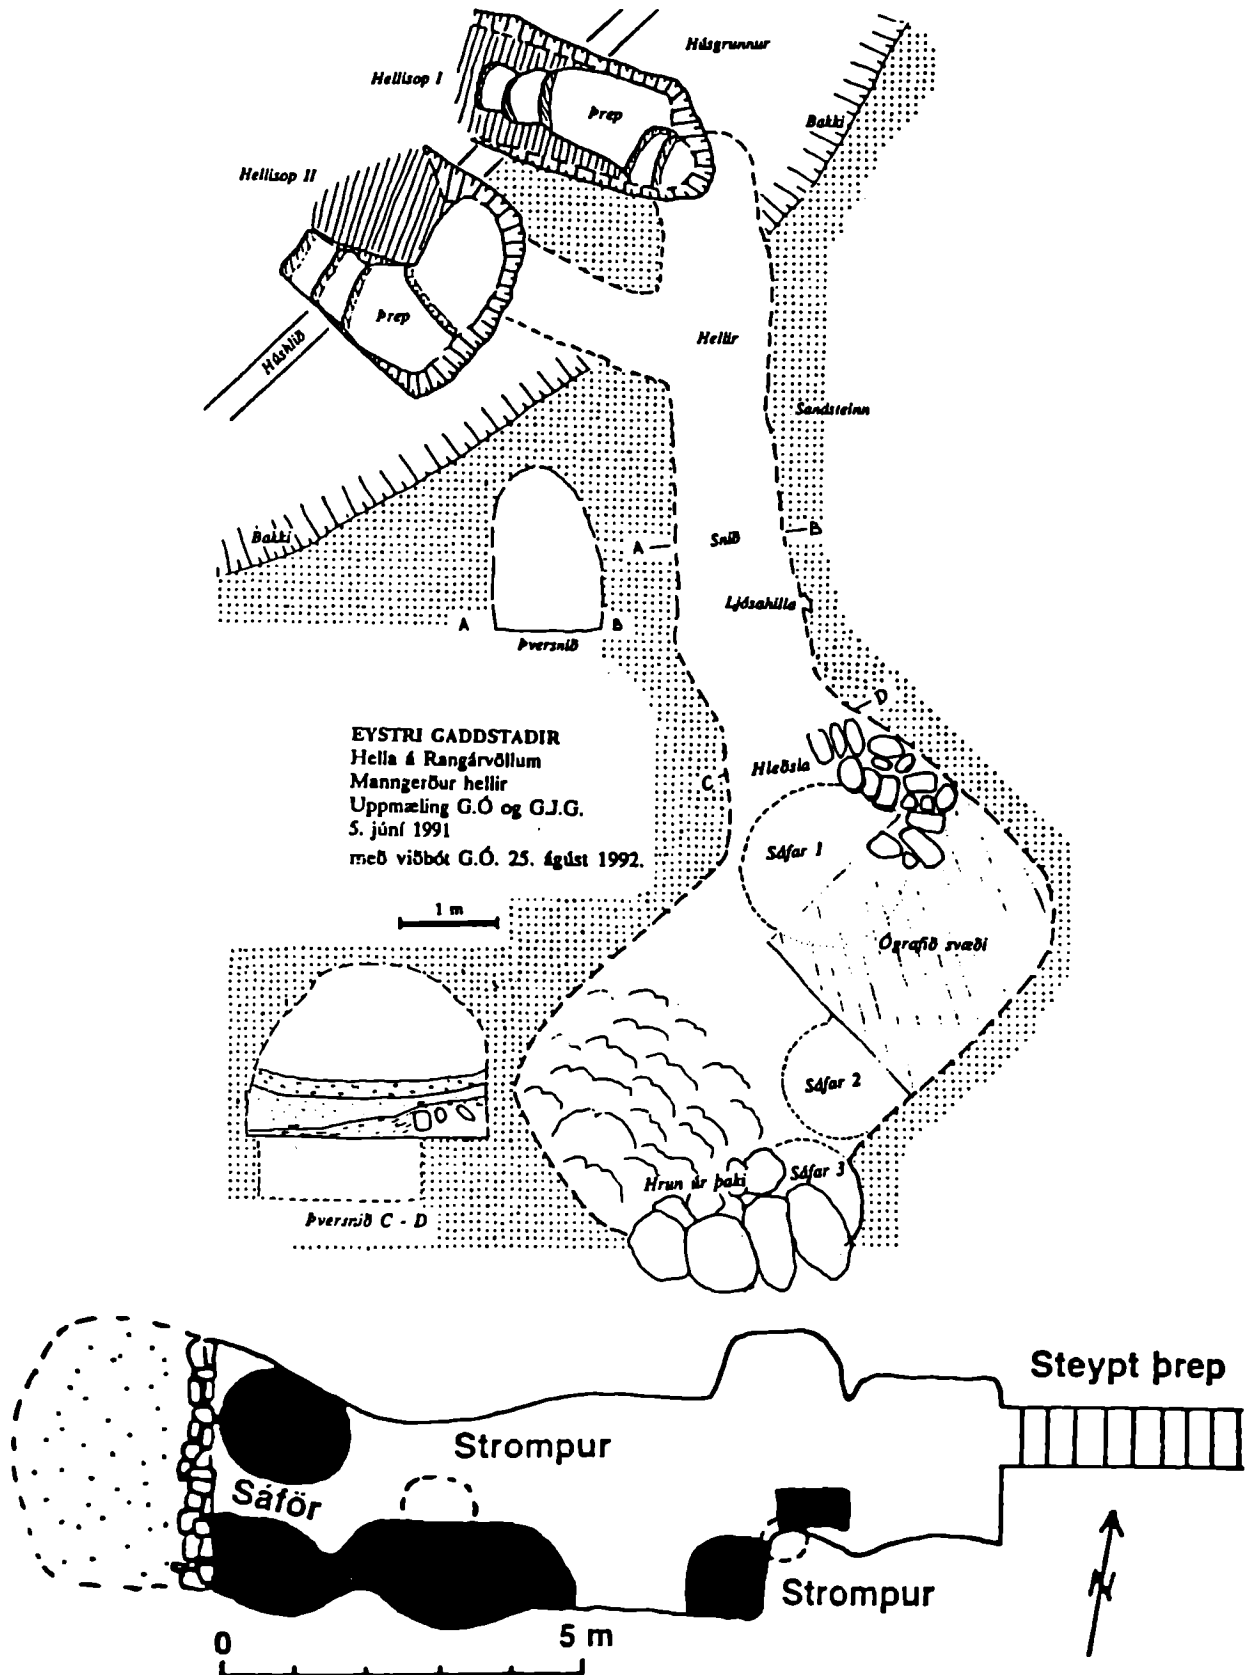 Húsgrunnur
Hellisop I
Þrep
Bakki
Hellisop II
Þrep
Húshlið
Hellir
Sandsteinn
Bakki
A
Snið
B
Ljósahilla
A
B
Þversnið
D
EYSTRI GADDSTADIR
Hella á Rangárvöllum
Manngerður hellir
Uppmæling G.Ó og G.J.G.
5. júní 1991
með viðbót G.Ó. 25. ágúst 1992.
Hleðsla
C
Sáfar 1
1 m
Ógrafið svæði
Sáfar 2
Hrun úr þaki
Sáfar 3
Þversnið C - D
Steypt þrep
Strompur
Sáför
Strompur
N
0
5 m